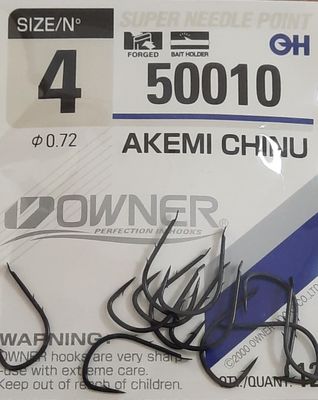 SIZE/N°
SUPER NEEDLE POINT
4
FORGED
BAIT HOLDER
OH
50010
φ0.72
AKEMI CHINU
OWNER
PERFECTION IN HOOKS
WARNING:
OWNER hooks are very sharp
-use with extreme care.
Keep out of reach of children.
©2000 OWNER CO. LTD.
QTY./QUANT. 12